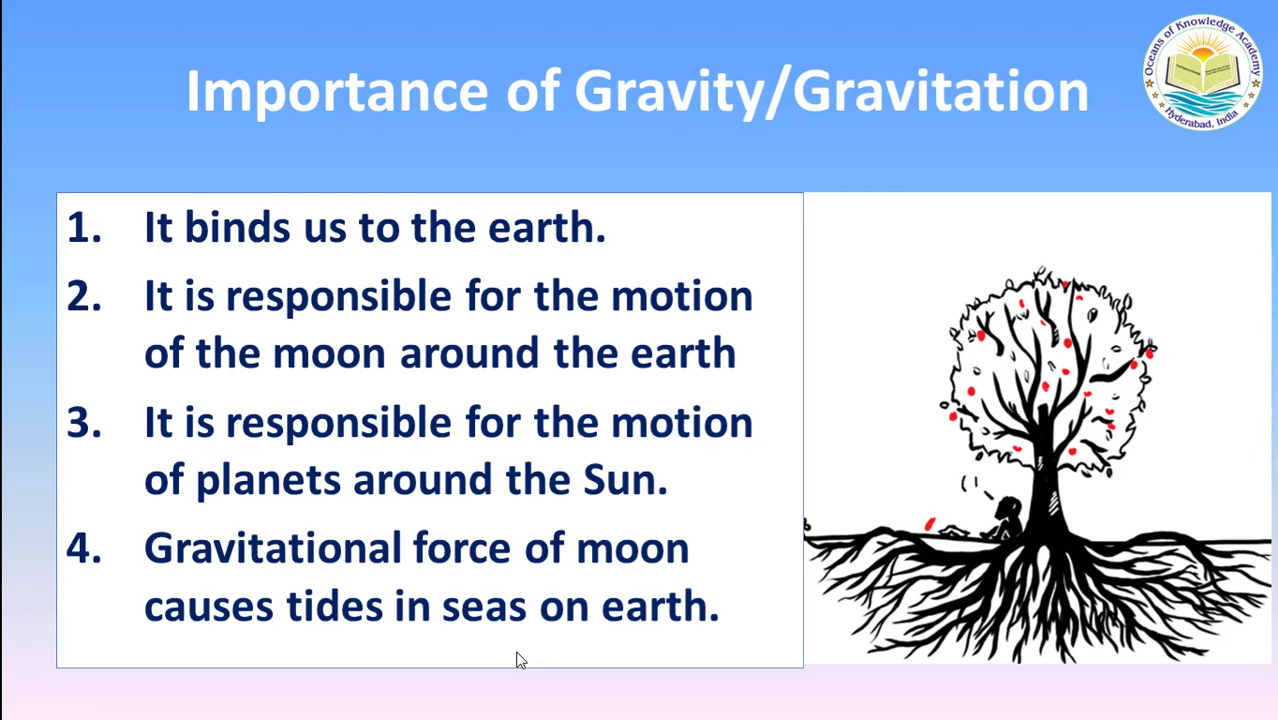 Importance of Gravity/Gravitation
Oceans of Knowledge Academy
Hyderabad, India
1. It binds us to the earth.
2. It is responsible for the motion
of the moon around the earth
3. It is responsible for the motion
of planets around the Sun.
4. Gravitational force of moon
causes tides in seas on earth.